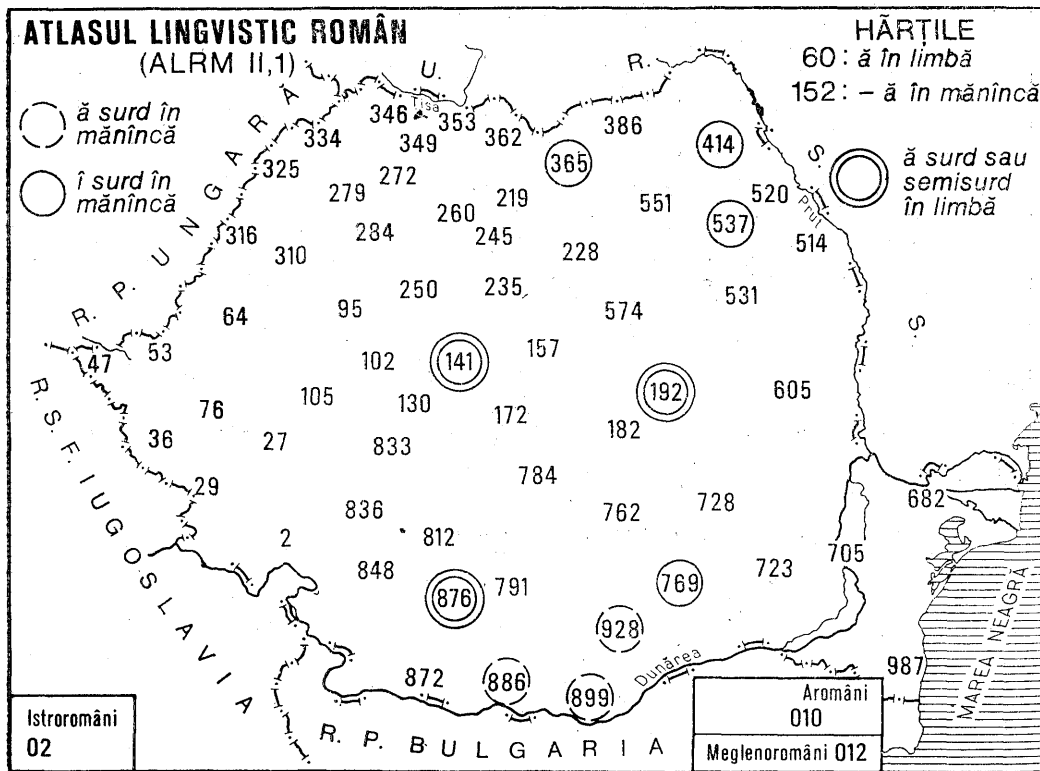 ATLASUL LINGVISTIC ROMÂN
(ALRM II,1)
HĂRȚILE
60: ă în limbă
152: – ă în mănîncă
ă surd în
mănîncă
î surd în
mănîncă
ă surd sau
semisurd
în limbă
R. P. UNGARĂ
U. R. S. S.
R. S. F. IUGOSLAVIA
R. P. BULGARIA
MAREA NEAGRĂ
Tisa
Prut
Dunărea
346
353
334
349
362
386
414
325
365
272
279
219
551
520
260
537
316
284
245
514
310
228
250
235
531
95
574
64
53
157
47
102
141
192
605
105
130
76
172
36
27
182
833
784
29
682
836
762
728
2
812
705
848
723
769
876
791
928
872
886
899
987
Istroromâni
02
Aromâni
010
Meglenoromâni 012